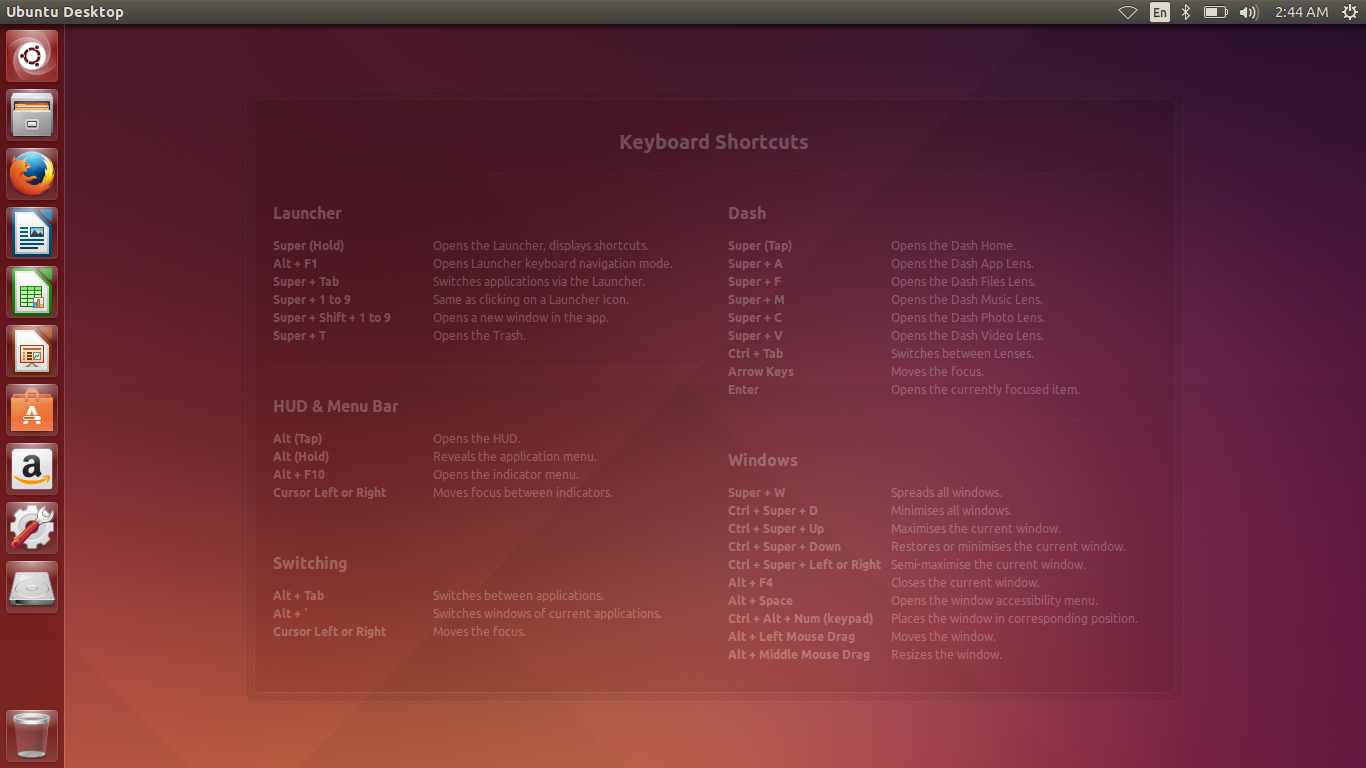 Ubuntu Desktop
En
2:44 AM
Keyboard Shortcuts
Launcher
Super (Hold) Opens the Launcher, displays shortcuts.
Alt + F1 Opens Launcher keyboard navigation mode.
Super + Tab Switches applications via the Launcher.
Super + 1 to 9 Same as clicking on a Launcher icon.
Super + Shift + 1 to 9 Opens a new window in the app.
Super + T Opens the Trash.
HUD & Menu Bar
Alt (Tap) Opens the HUD.
Alt (Hold) Reveals the application menu.
Alt + F10 Opens the indicator menu.
Cursor Left or Right Moves focus between indicators.
Switching
Alt + Tab Switches between applications.
Alt + ` Switches windows of current applications.
Cursor Left or Right Moves the focus.
Dash
Super (Tap) Opens the Dash Home.
Super + A Opens the Dash App Lens.
Super + F Opens the Dash Files Lens.
Super + M Opens the Dash Music Lens.
Super + C Opens the Dash Photo Lens.
Super + V Opens the Dash Video Lens.
Ctrl + Tab Switches between Lenses.
Arrow Keys Moves the focus.
Enter Opens the currently focused item.
Windows
Super + W Spreads all windows.
Ctrl + Super + D Minimises all windows.
Ctrl + Super + Up Maximises the current window.
Ctrl + Super + Down Restores or minimises the current window.
Ctrl + Super + Left or Right Semi-maximise the current window.
Alt + F4 Closes the current window.
Alt + Space Opens the window accessibility menu.
Ctrl + Alt + Num (keypad) Places the window in corresponding position.
Alt + Left Mouse Drag Moves the window.
Alt + Middle Mouse Drag Resizes the window.